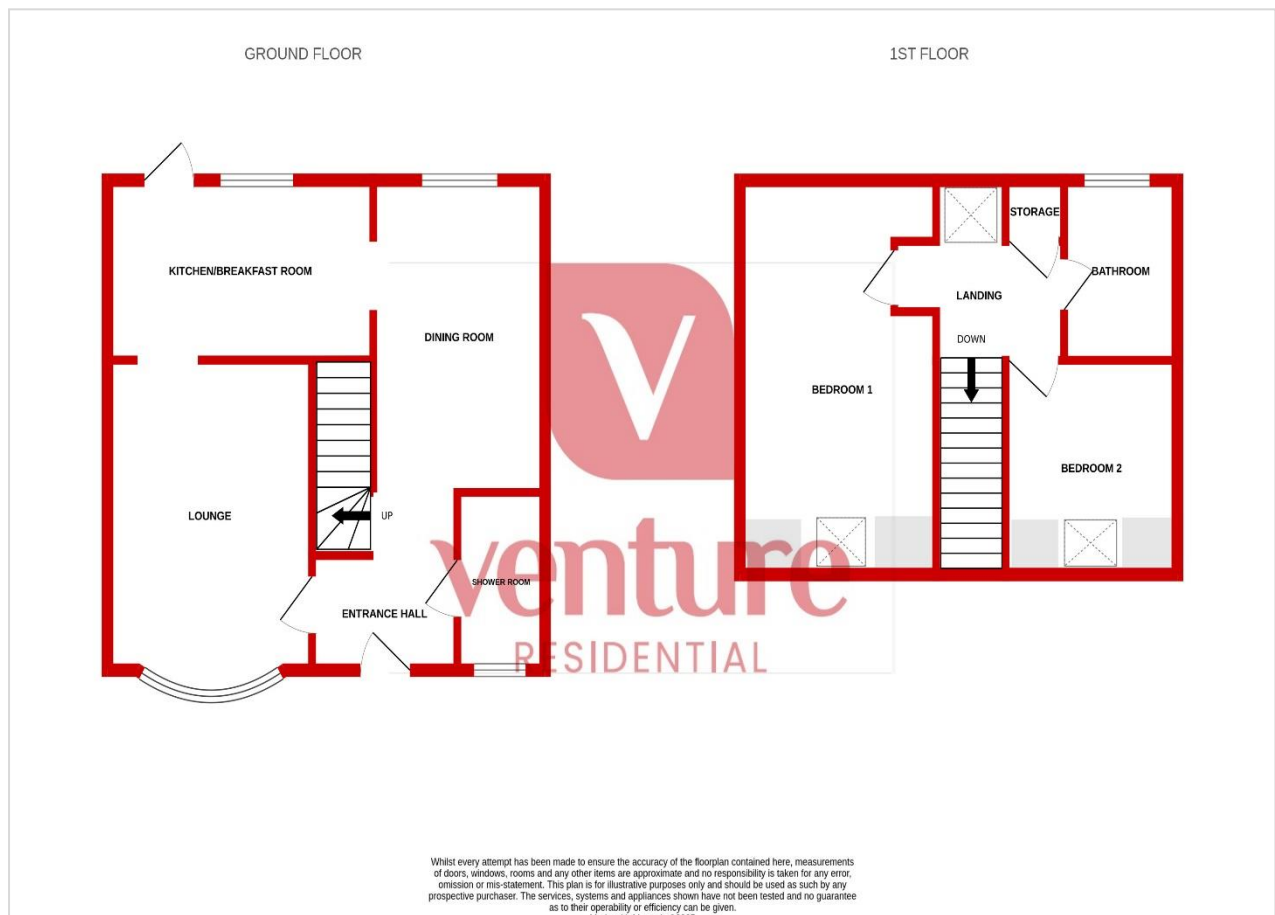 GROUND FLOOR
1ST FLOOR
STORAGE
KITCHEN/BREAKFAST ROOM
BATHROOM
LANDING
DINING ROOM
DOWN
BEDROOM 1
BEDROOM 2
LOUNGE
UP
venture
SHOWER ROOM
ENTRANCE HALL
RESIDENTIAL
Whilst every attempt has been made to ensure the accuracy of the floorplan contained here, measurements
of doors, windows, rooms and any other items are approximate and no responsibility is taken for any error,
omission or mis-statement. This plan is for illustrative purposes only and should be used as such by any
prospective purchaser. The services, systems and appliances shown have not been tested and no guarantee
as to their operability or efficiency can be given.